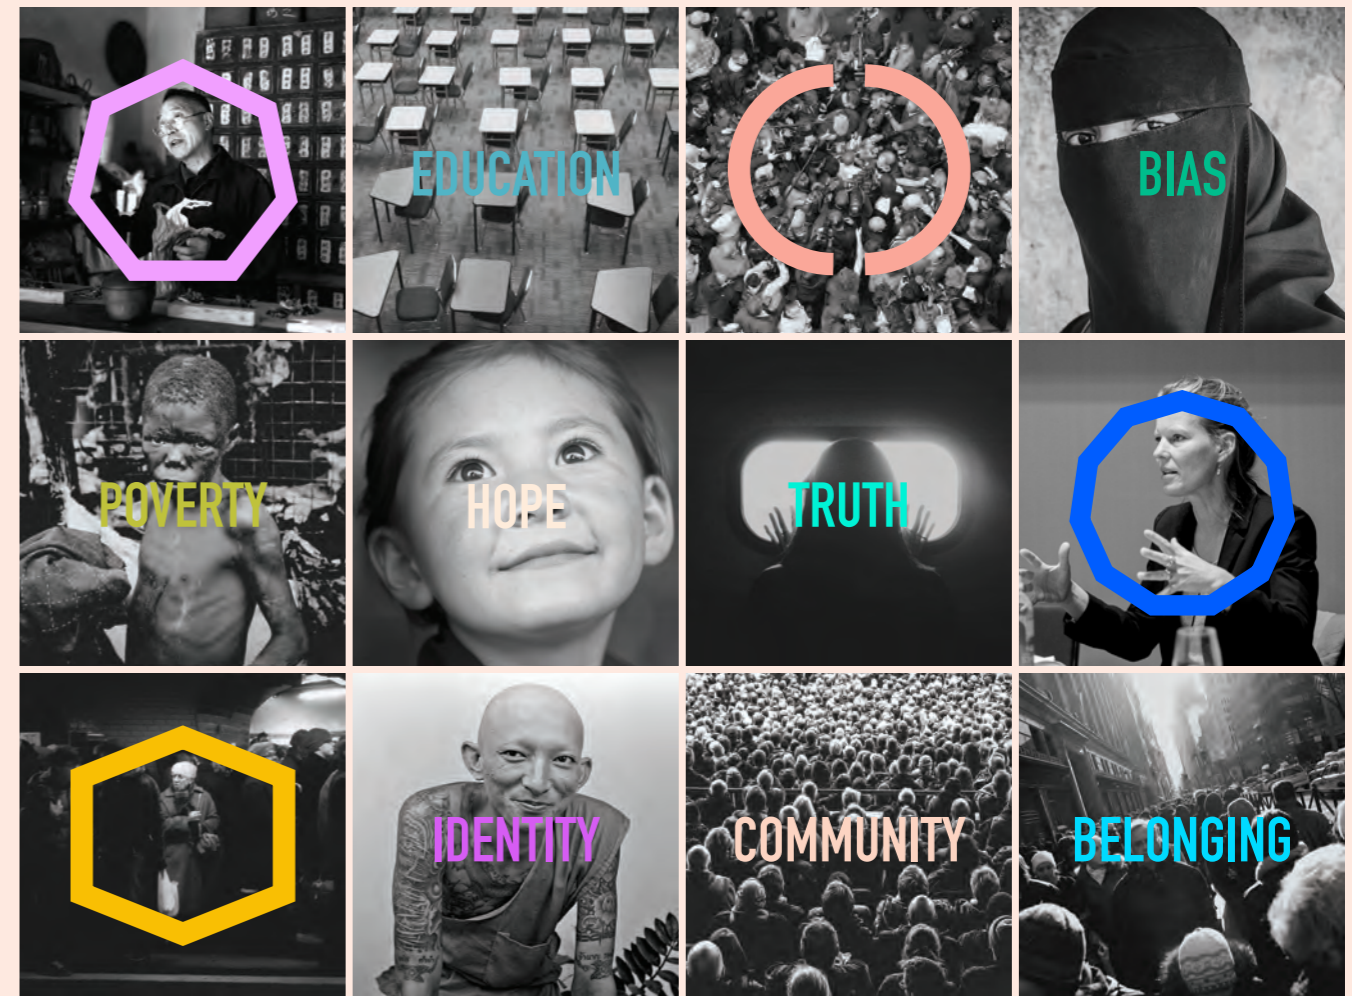 EDUCATION
BIAS
POVERTY
HOPE
TRUTH
IDENTITY
COMMUNITY
BELONGING